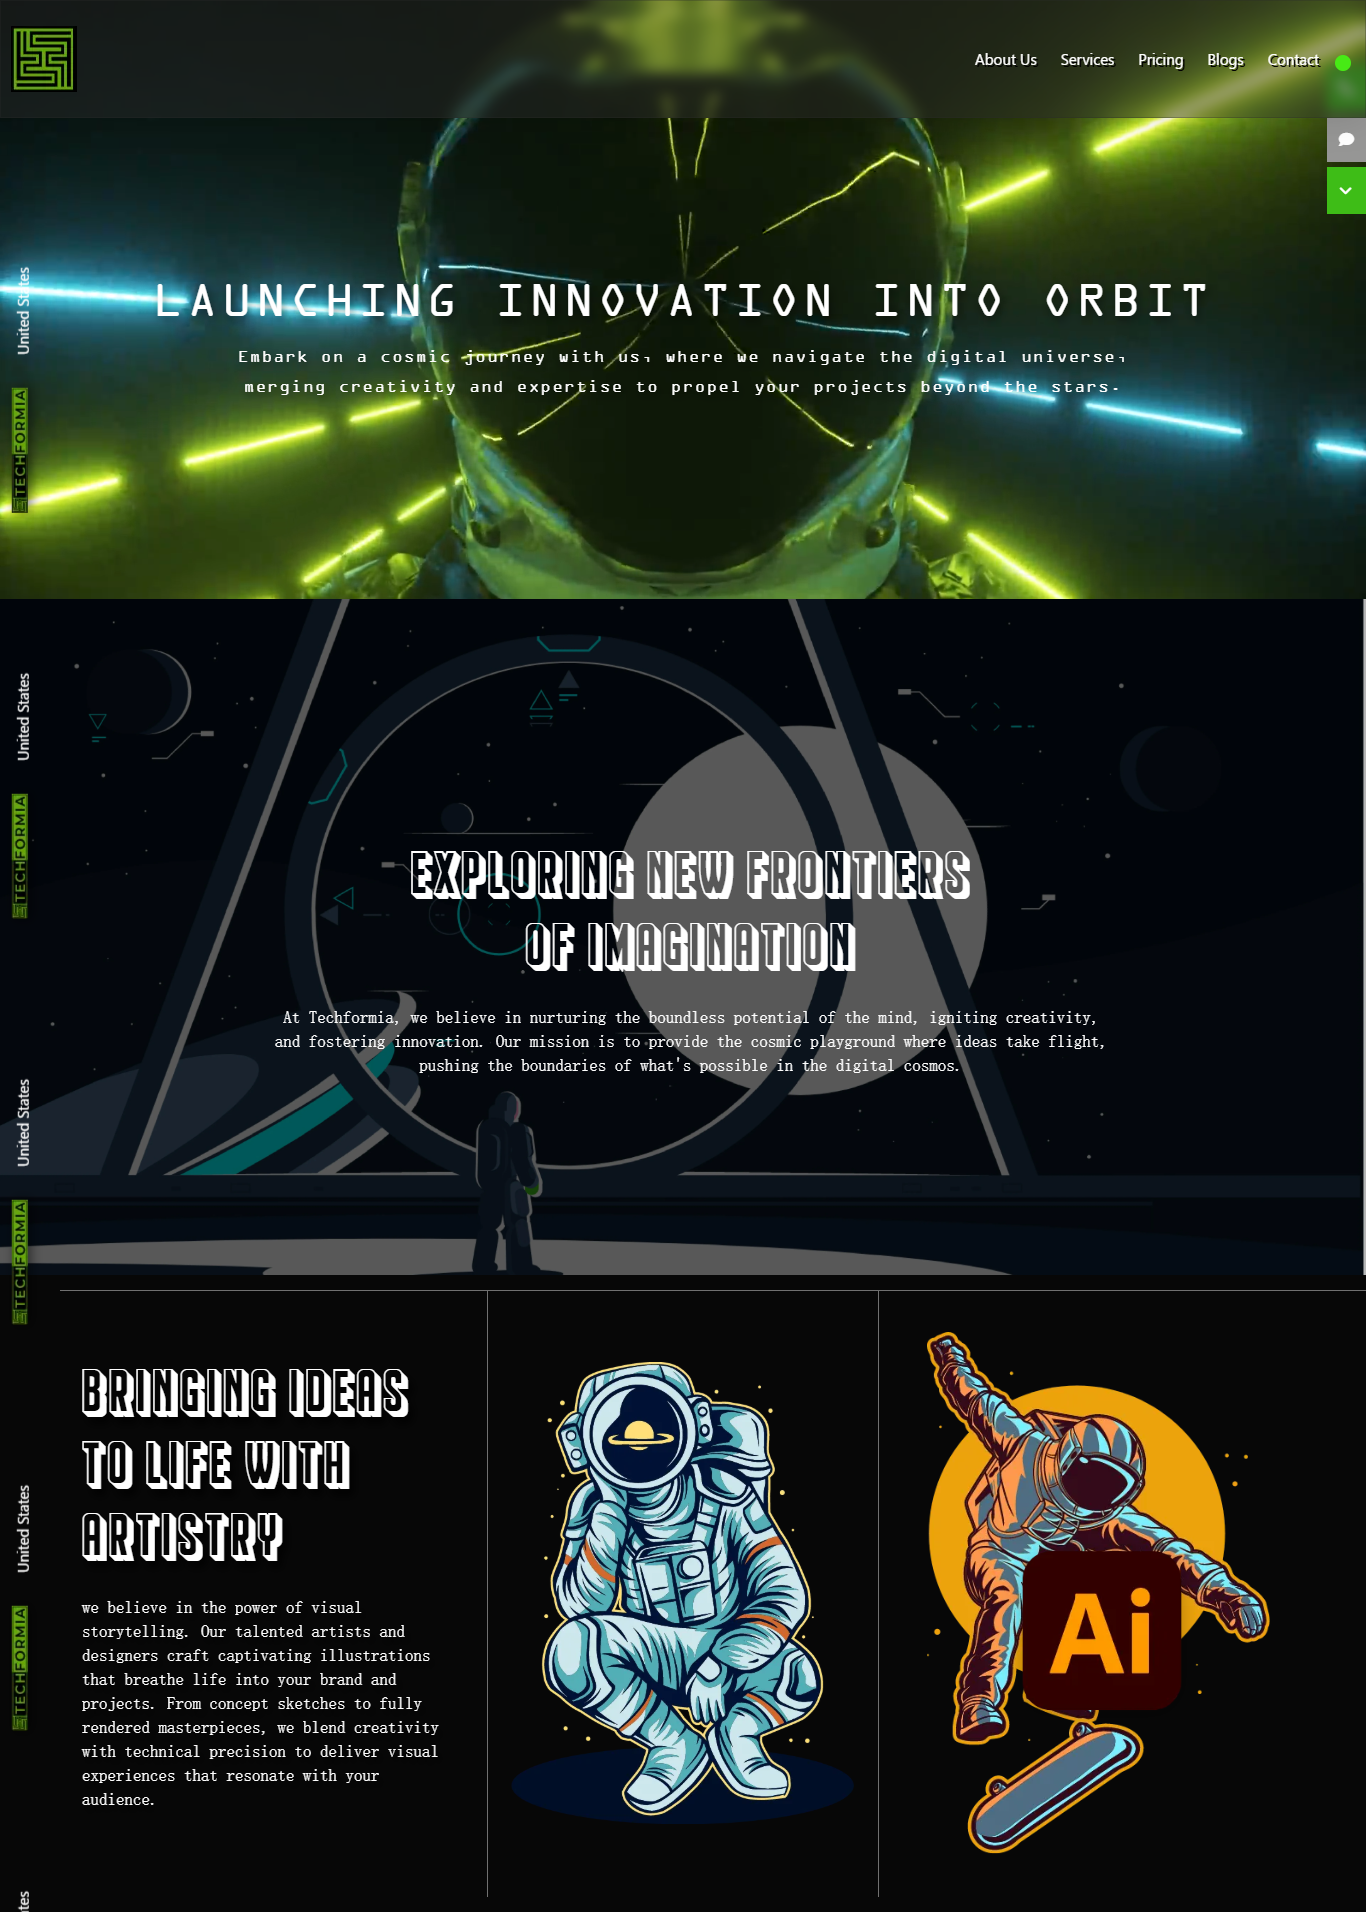 About Us
Services
Pricing
Blogs
Contact
LAUNCHING INNOVATION INTO ORBIT
Embark on a cosmic journey with us, where we navigate the digital universe,
merging creativity and expertise to propel your projects beyond the stars.
United States
TECHFORMIA
United States
TECHFORMIA
EXPLORING NEW FRONTIERS
OF IMAGINATION
At Techformia, we believe in nurturing the boundless potential of the mind, igniting creativity,
and fostering innovation. Our mission is to provide the cosmic playground where ideas take flight,
pushing the boundaries of what's possible in the digital cosmos.
United States
TECHFORMIA
BRINGING IDEAS
TO LIFE WITH
ARTISTRY
we believe in the power of visual
storytelling. Our talented artists and
designers craft captivating illustrations
that breathe life into your brand and
projects. From concept sketches to fully
rendered masterpieces, we blend creativity
with technical precision to deliver visual
experiences that resonate with your
audience.
Ai
United States
TECHFORMIA
tes